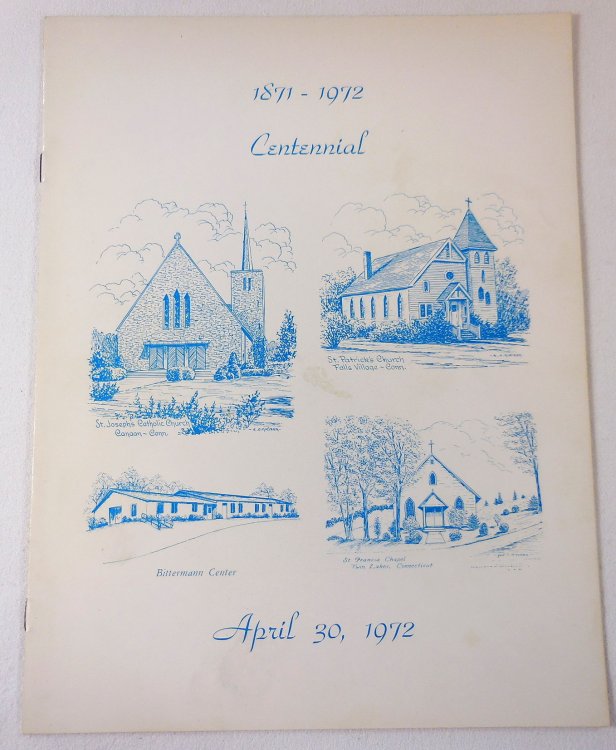 1871 - 1972
Centennial
St. Joseph's Catholic Church
Canaan - Conn.
St. Patrick's Church
Falls Village - Conn.
Bittermann Center
St. Francis Chapel
Twin Lakes, Connecticut
April 30, 1972